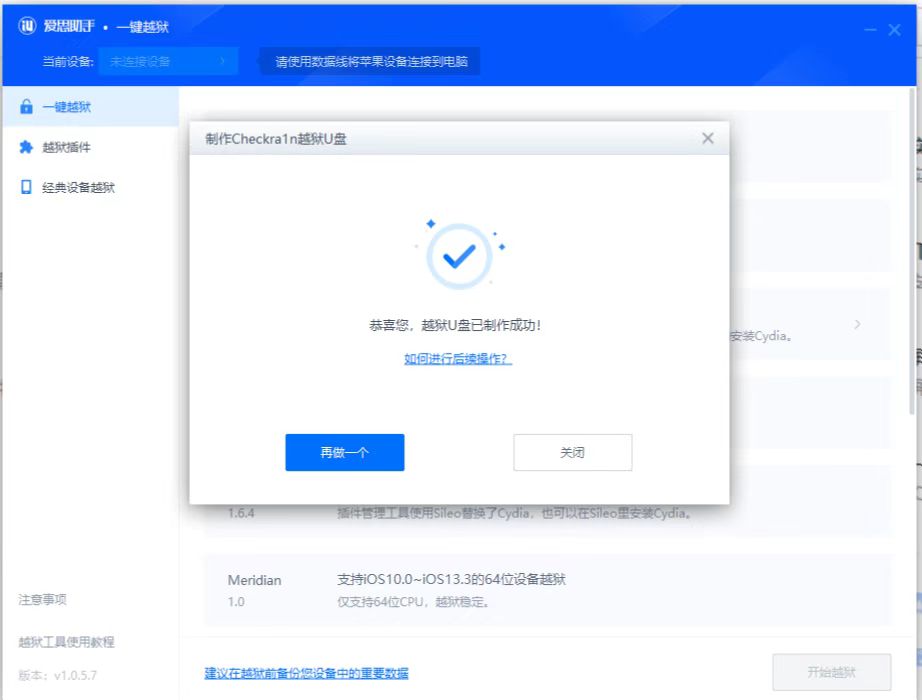 爱思助手 • 一键越狱
当前设备: 未连接设备
请使用数据线将苹果设备连接到电脑
一键越狱
越狱插件
经典设备越狱
制作Checkra1n越狱U盘
恭喜您，越狱U盘已制作成功!
如何进行后续操作?
再做一个
关闭
安装Cydia。
1.6.4
插件管理工具使用Sileo替换了Cydia，也可以在Sileo里安装Cydia。
Meridian
支持iOS10.0~iOS13.3的64位设备越狱
1.0
仅支持64位CPU，越狱稳定。
注意事项
越狱工具使用教程
版本：v1.0.5.7
建议在越狱前备份您设备中的重要数据
开始越狱